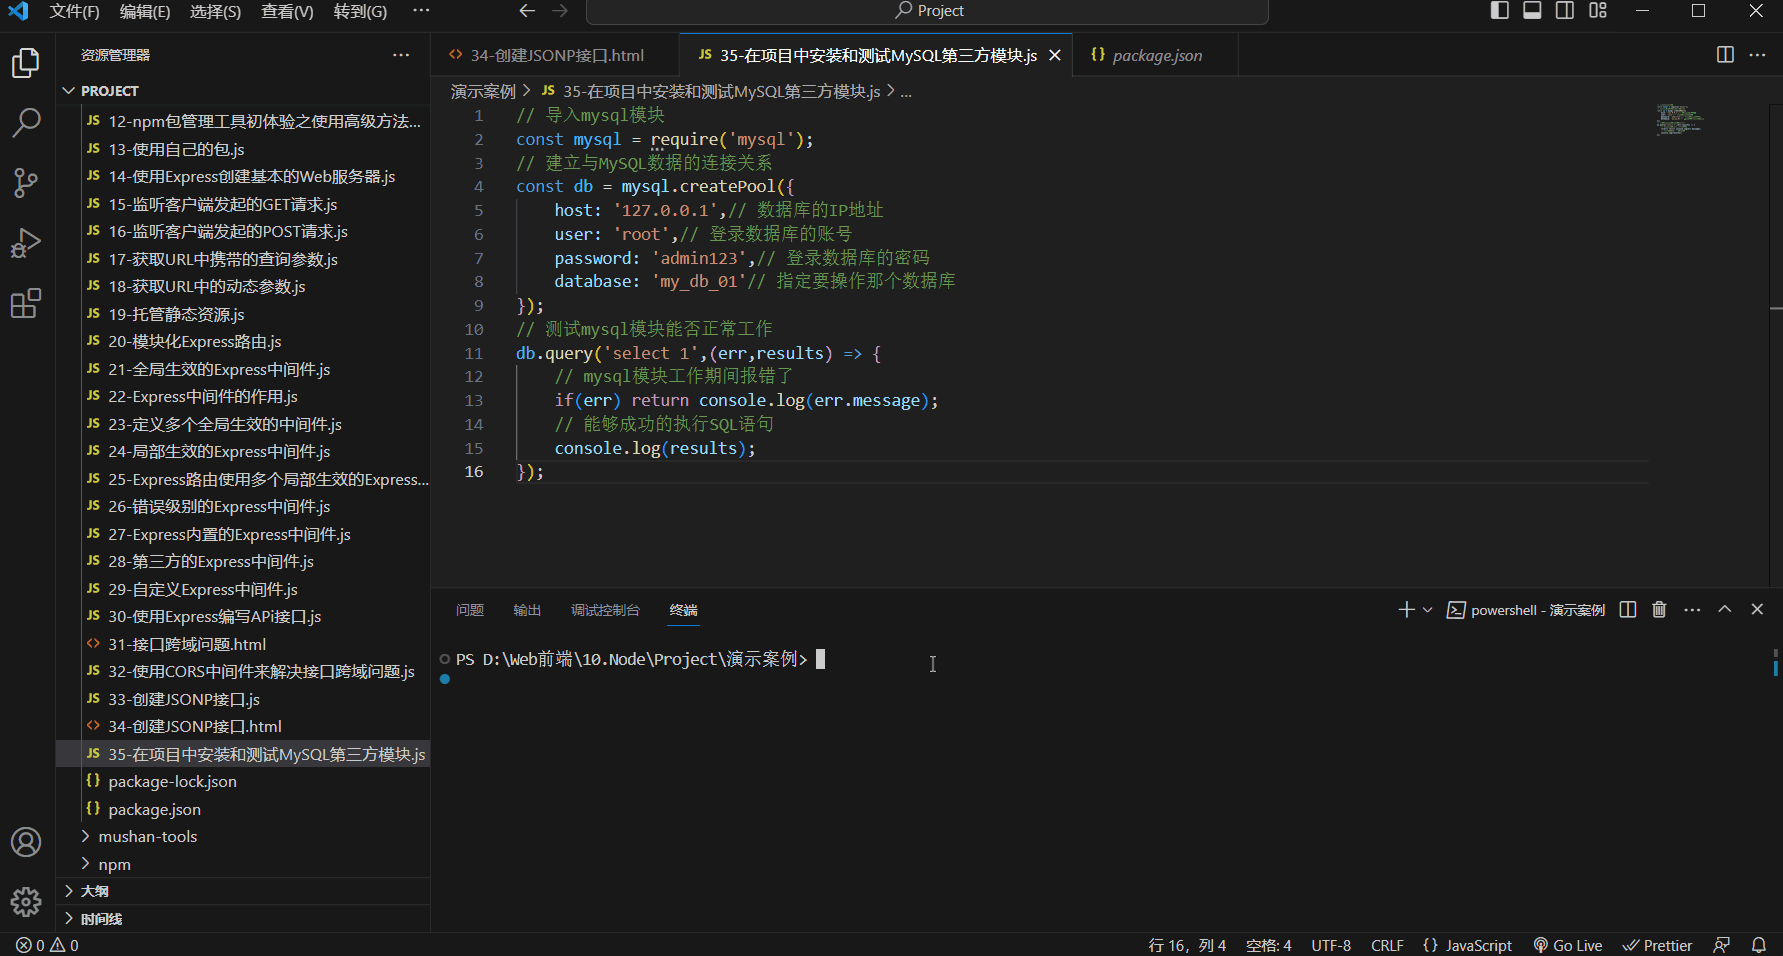 文件(F) 编辑(E) 选择(S) 查看(V) 转到(G) ··· Project
资源管理器 ···
PROJECT
12-npm包管理工具初体验之使用高级方法...
13-使用自己的包.js
14-使用Express创建基本的Web服务器.js
15-监听客户端发起的GET请求.js
16-监听客户端发起的POST请求.js
17-获取URL中携带的查询参数.js
18-获取URL中的动态参数.js
19-托管静态资源.js
20-模块化Express路由.js
21-全局生效的Express中间件.js
22-Express中间件的作用.js
23-定义多个全局生效的中间件.js
24-局部生效的Express中间件.js
25-Express路由使用多个局部生效的Express...
26-错误级别的Express中间件.js
27-Express内置的Express中间件.js
28-第三方的Express中间件.js
29-自定义Express中间件.js
30-使用Express编写APi接口.js
31-接口跨域问题.html
32-使用CORS中间件来解决接口跨域问题.js
33-创建JSONP接口.js
34-创建JSONP接口.html
35-在项目中安装和测试MySQL第三方模块.js
package-lock.json
package.json
mushan-tools
npm
大纲
时间线
34-创建JSONP接口.html JS 35-在项目中安装和测试MySQL第三方模块.js package.json
演示案例 > JS 35-在项目中安装和测试MySQL第三方模块.js > ...
1 // 导入mysql模块
2 const mysql = require('mysql');
3 // 建立与MySQL数据的连接关系
4 const db = mysql.createPool({
5 host: '127.0.0.1',// 数据库的IP地址
6 user: 'root',// 登录数据库的账号
7 password: 'admin123',// 登录数据库的密码
8 database: 'my_db_01'// 指定要操作那个数据库
9 });
10 // 测试mysql模块能否正常工作
11 db.query('select 1',(err,results) => {
12 // mysql模块工作期间报错了
13 if(err) return console.log(err.message);
14 // 能够成功的执行SQL语句
15 console.log(results);
16 });
问题 输出 调试控制台 终端 powershell - 演示案例
PS D:\Web前端\10.Node\Project\演示案例>
0 0 行 16，列 4 空格: 4 UTF-8 CRLF {} JavaScript Go Live Prettier